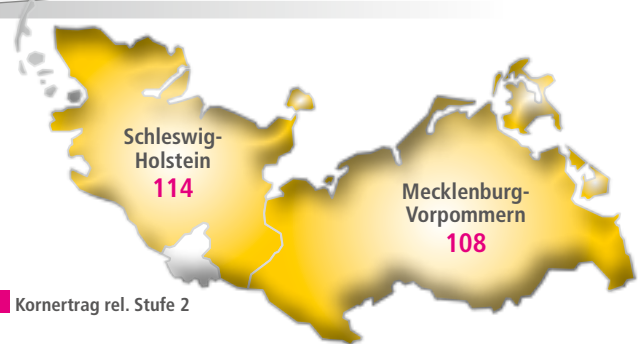 Schleswig-
Holstein
114
Mecklenburg-
Vorpommern
108
Kornertrag rel. Stufe 2